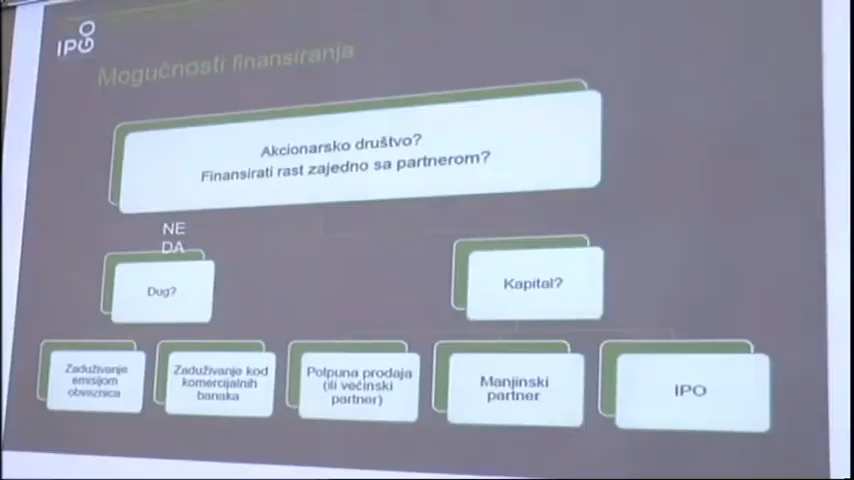 IPGO
Mogućnosti finansiranja
Akcionarsko društvo?
Finansirati rast zajedno sa partnerom?
NE
DA
Dug?
Kapital?
Zaduživanje
emisijom
obveznica
Zaduživanje kod
komercijalnih
banaka
Potpuna prodaja
(ili većinski
partner)
Manjinski
partner
IPO